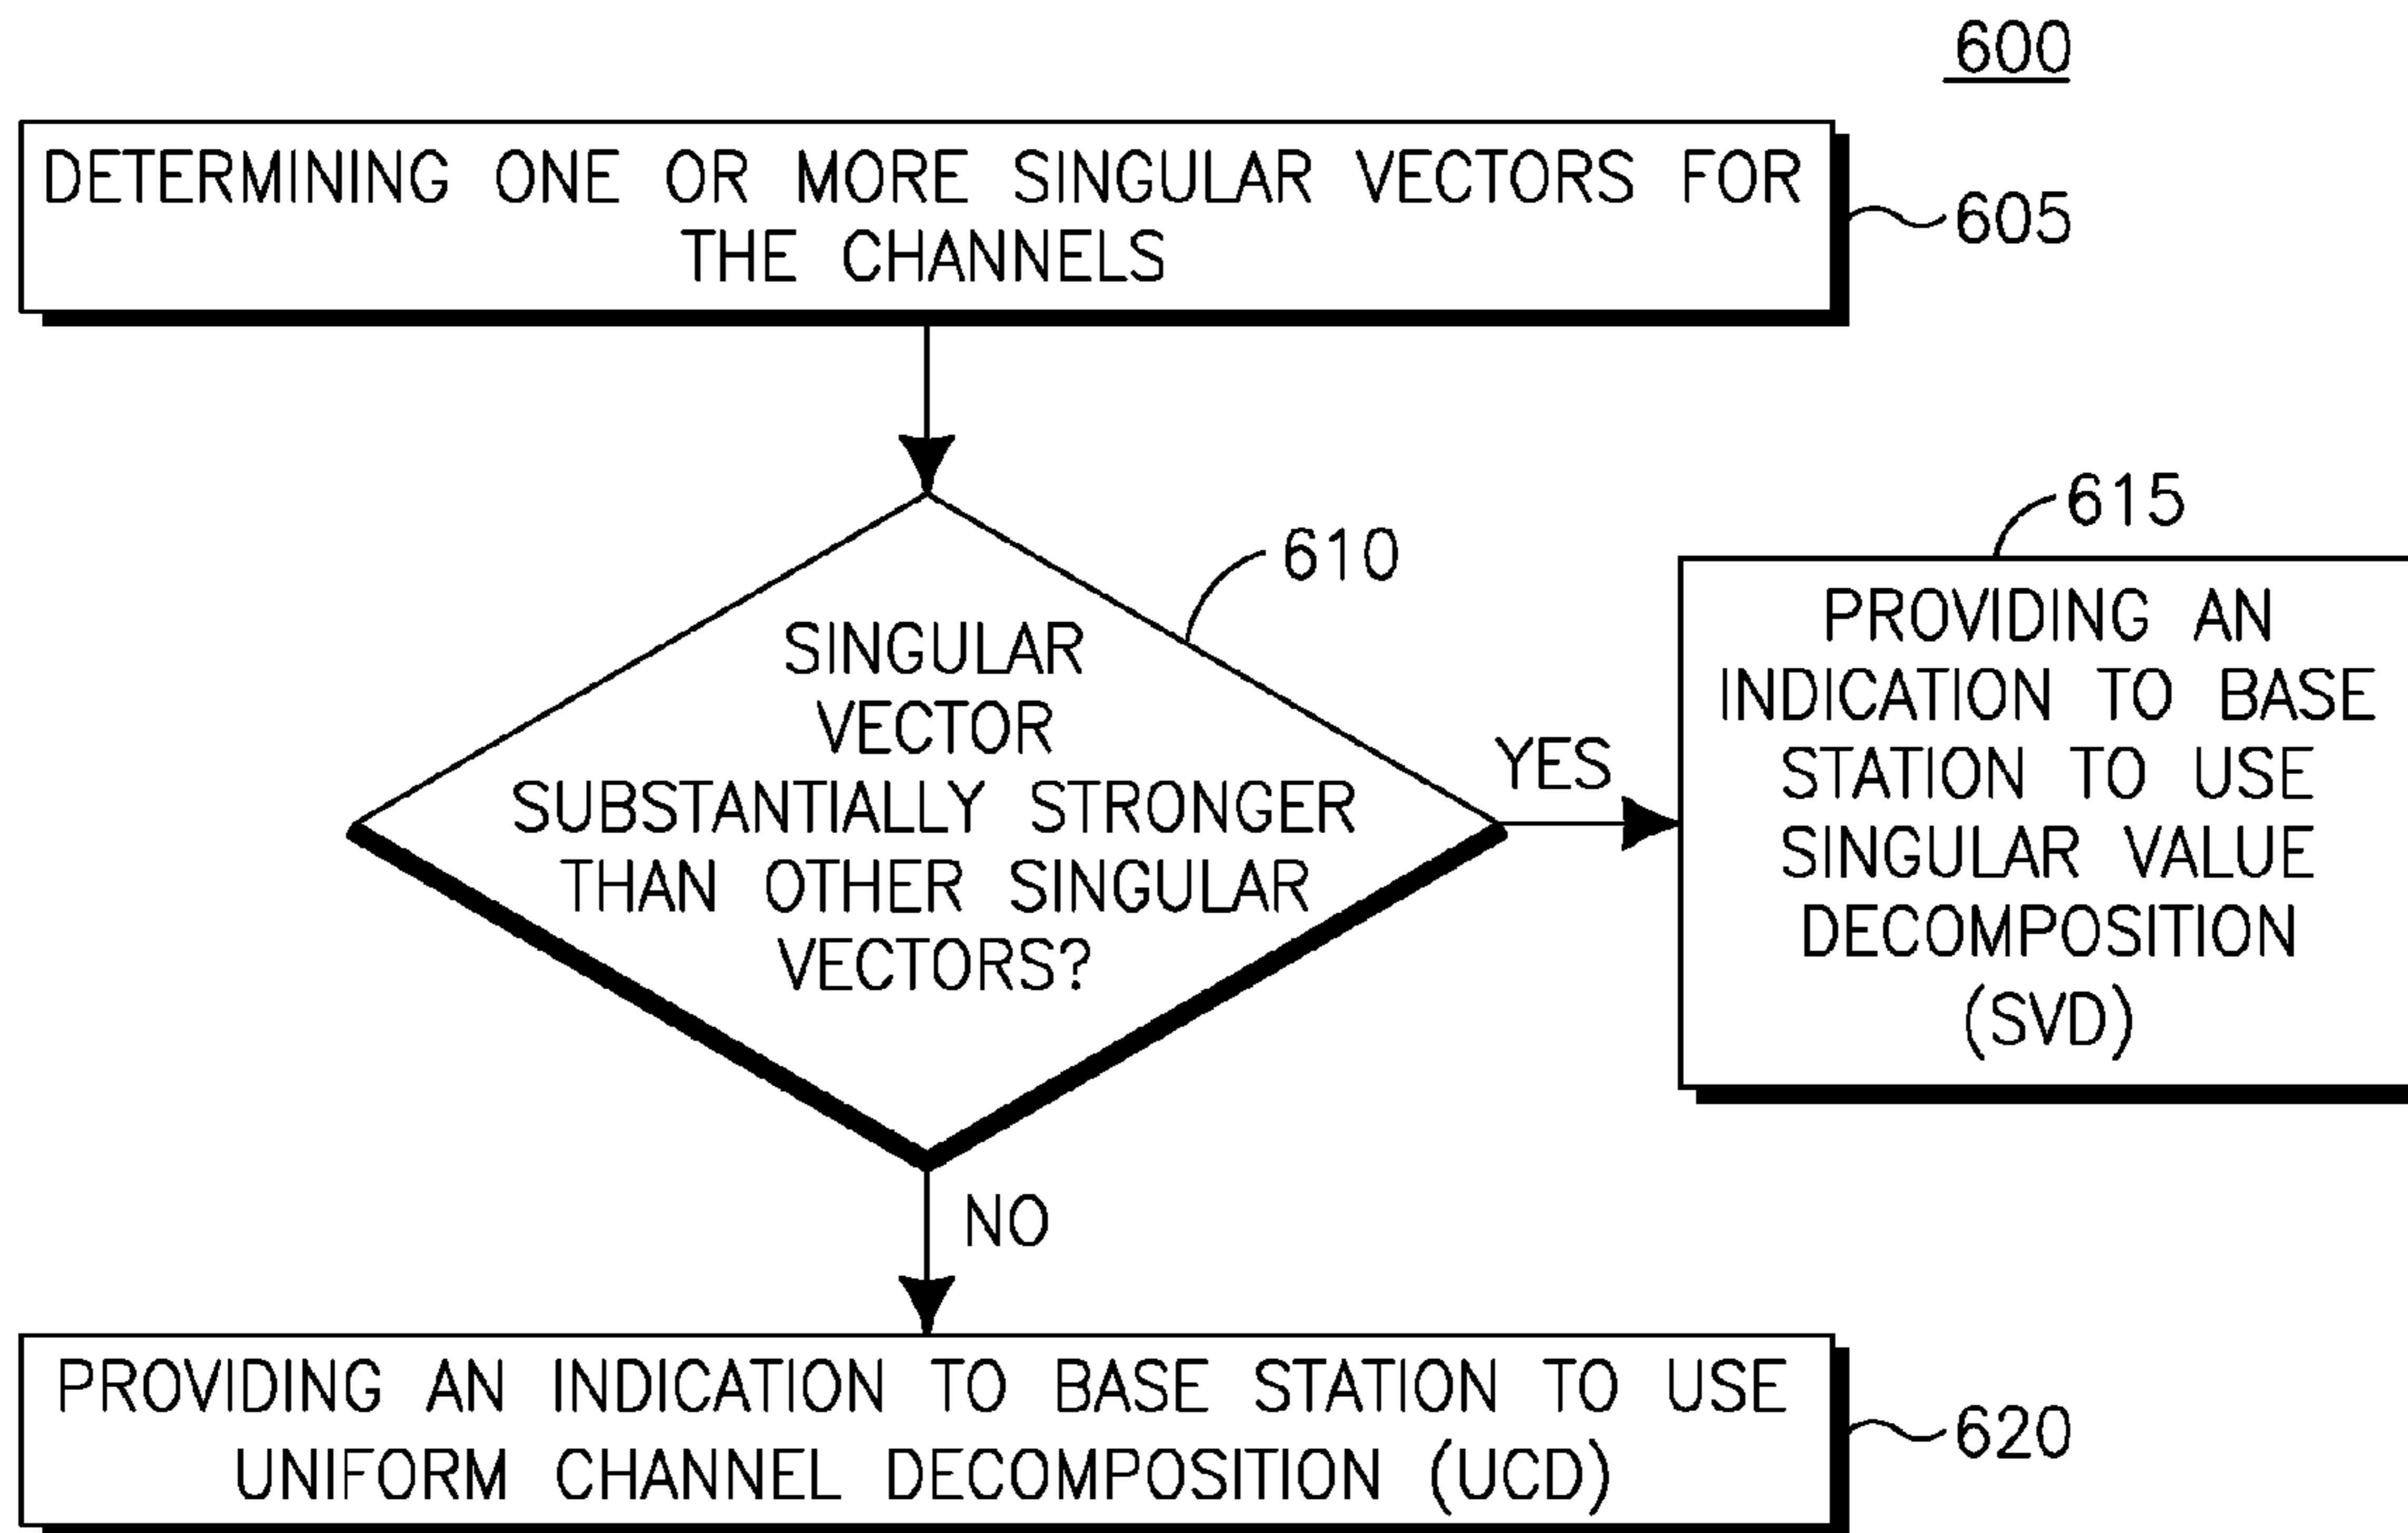 600
DETERMINING ONE OR MORE SINGULAR VECTORS FOR
THE CHANNELS
605
610
SINGULAR
VECTOR
SUBSTANTIALLY STRONGER
THAN OTHER SINGULAR
VECTORS?
YES
615
PROVIDING AN
INDICATION TO BASE
STATION TO USE
SINGULAR VALUE
DECOMPOSITION
(SVD)
NO
PROVIDING AN INDICATION TO BASE STATION TO USE
UNIFORM CHANNEL DECOMPOSITION (UCD)
620